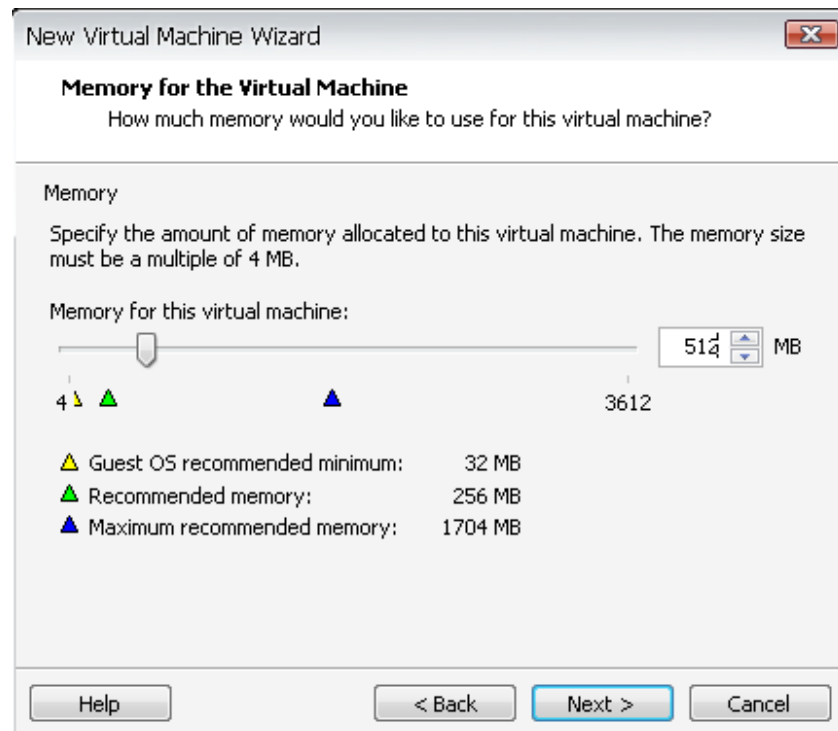 New Virtual Machine Wizard
Memory for the Virtual Machine
How much memory would you like to use for this virtual machine?
Memory
Specify the amount of memory allocated to this virtual machine. The memory size
must be a multiple of 4 MB.
Memory for this virtual machine:
512 MB
4 3612
Guest OS recommended minimum: 32 MB
Recommended memory: 256 MB
Maximum recommended memory: 1704 MB
Help < Back Next > Cancel